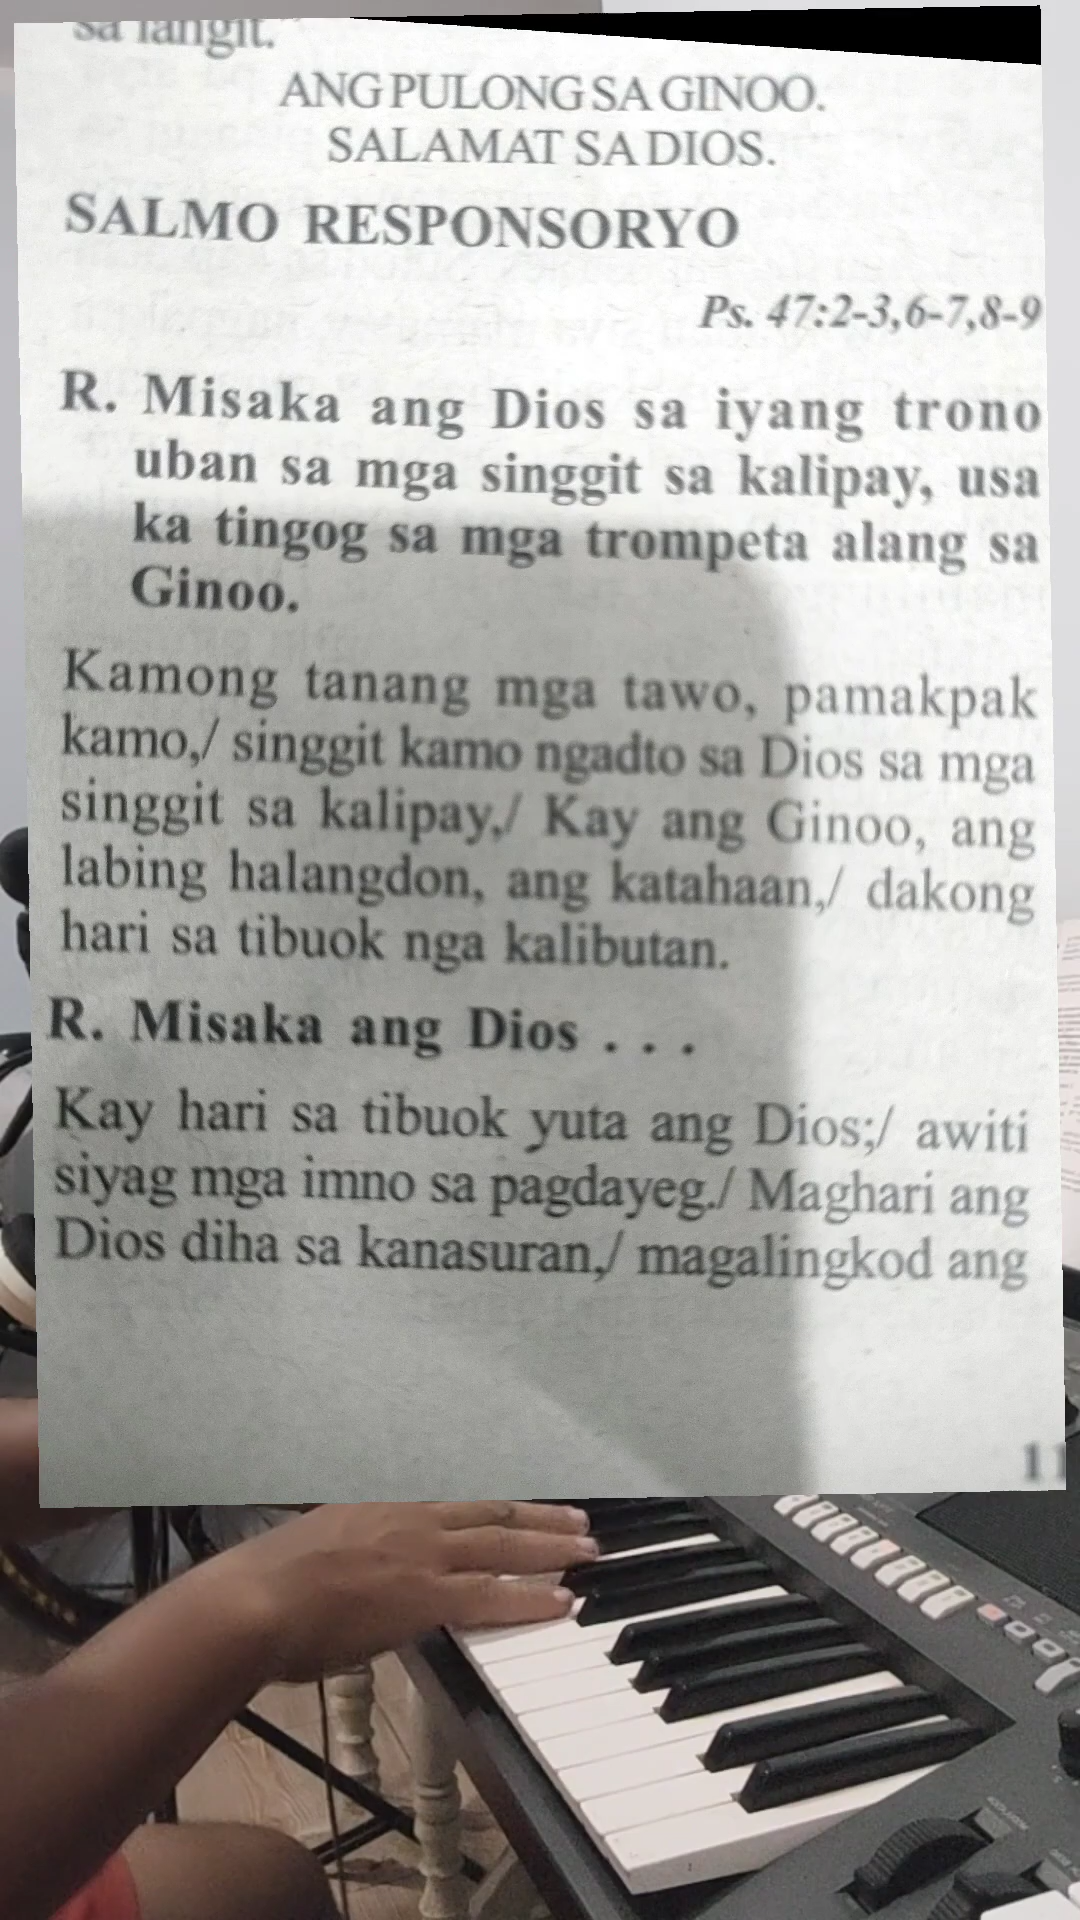 sa langit.
ANG PULONG SA GINOO.
SALAMAT SA DIOS.
SALMO RESPONSORYO
Ps. 47:2-3,6-7,8-9
R. Misaka ang Dios sa iyang trono
uban sa mga singgit sa kalipay, usa
ka tingog sa mga trompeta alang sa
Ginoo.
Kamong tanang mga tawo, pamakpak
kamo,/ singgit kamo ngadto sa Dios sa mga
singgit sa kalipay,/ Kay ang Ginoo, ang
labing halangdon, ang katahaan,/ dakong
hari sa tibuok nga kalibutan.
R. Misaka ang Dios . . .
Kay hari sa tibuok yuta ang Dios;/ awiti
siyag mga imno sa pagdayeg./ Maghari ang
Dios diha sa kanasuran,/ magalingkod ang
11